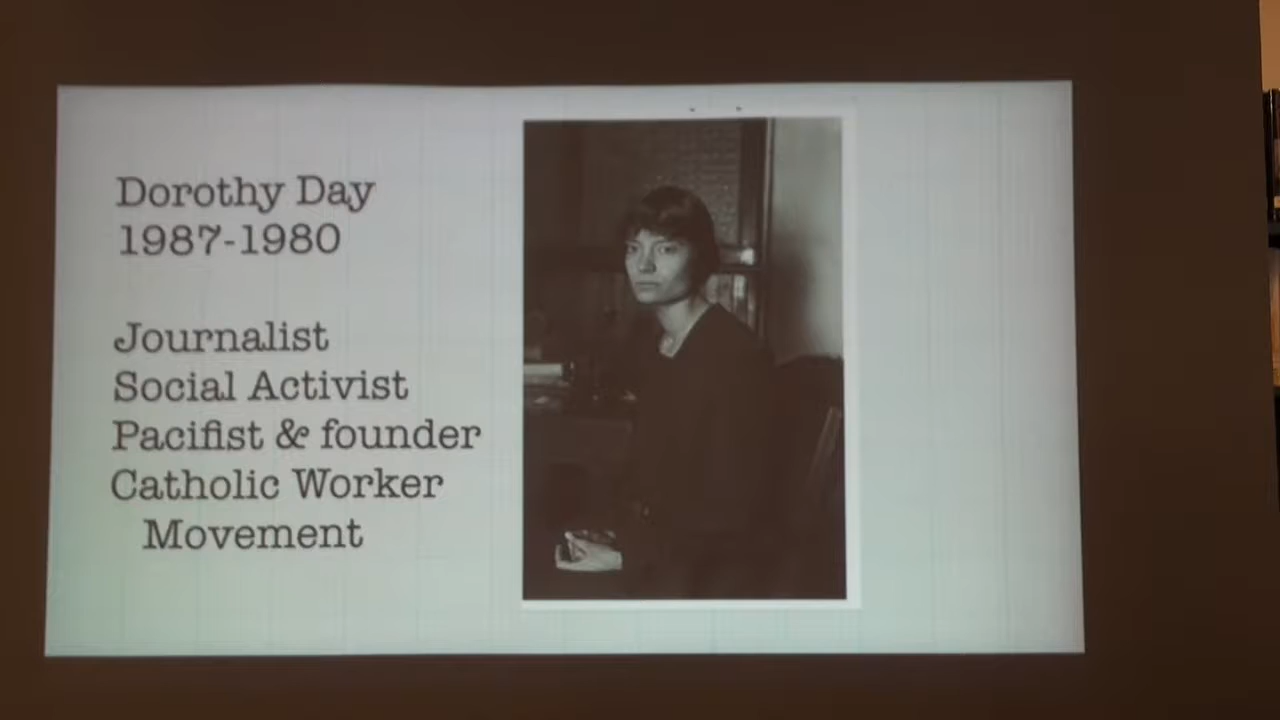 Dorothy Day
1987-1980
Journalist
Social Activist
Pacifist & founder
Catholic Worker
Movement